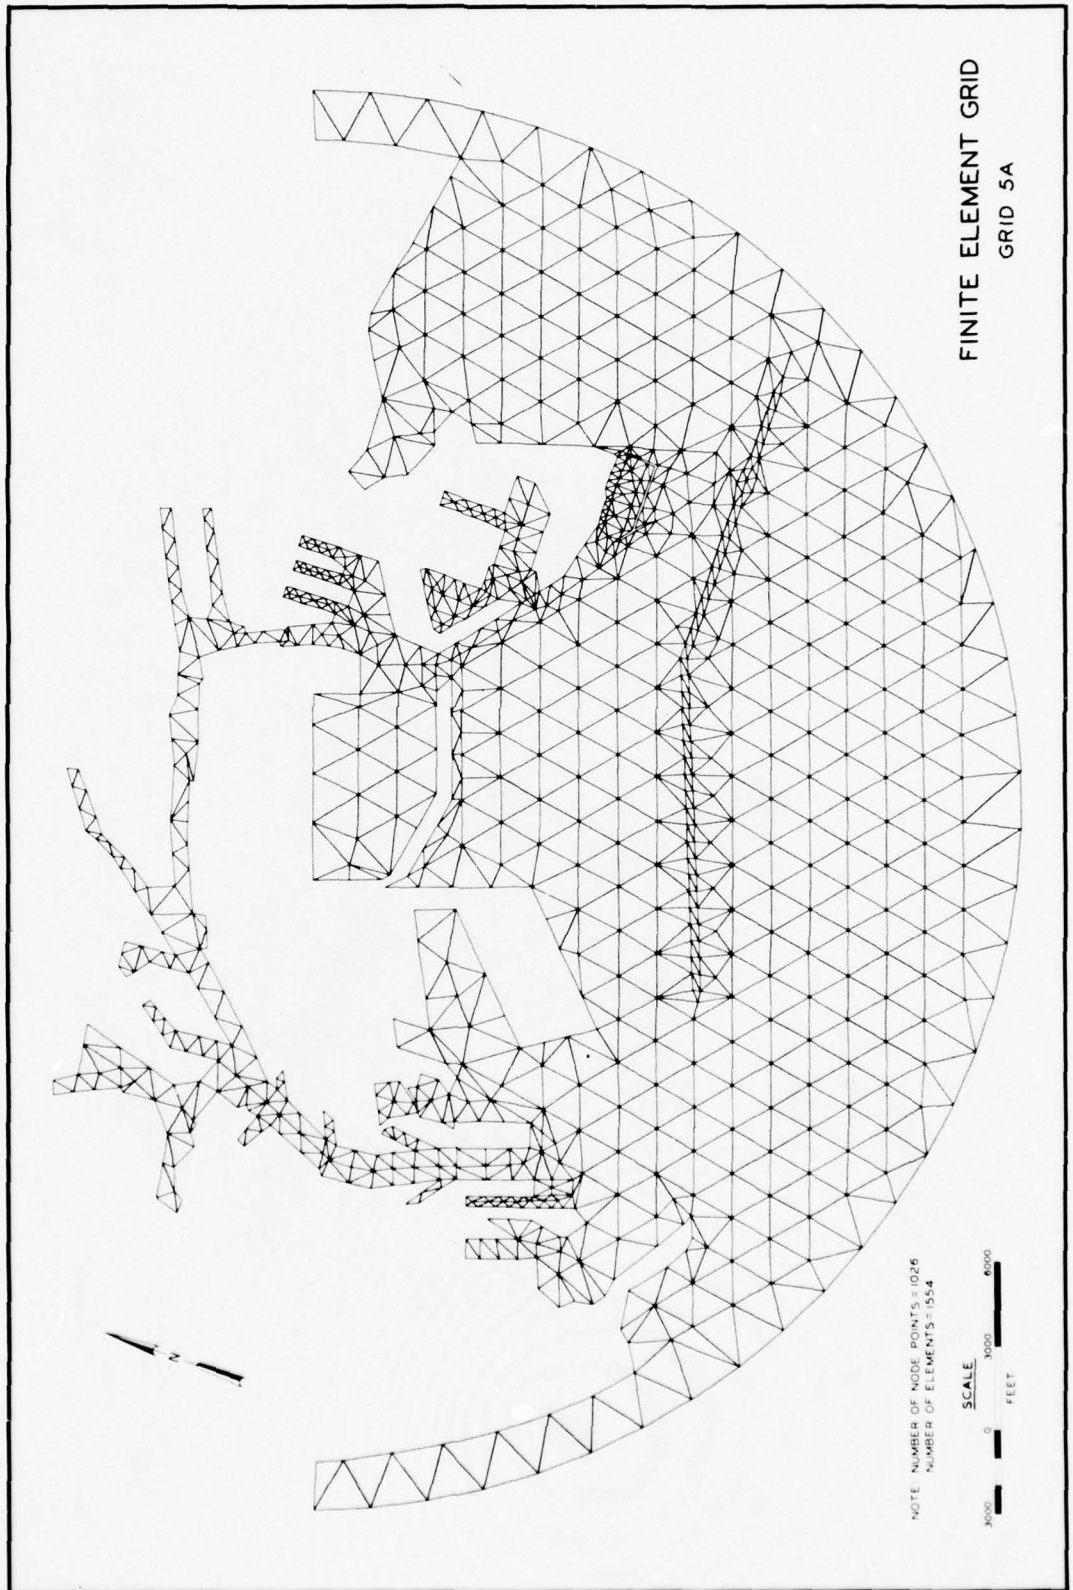 FINITE ELEMENT GRID
GRID 5A
N
NOTE NUMBER OF NODE POINTS = 1026
NUMBER OF ELEMENTS = 1554
SCALE
3000 0 3000 6000
FEET